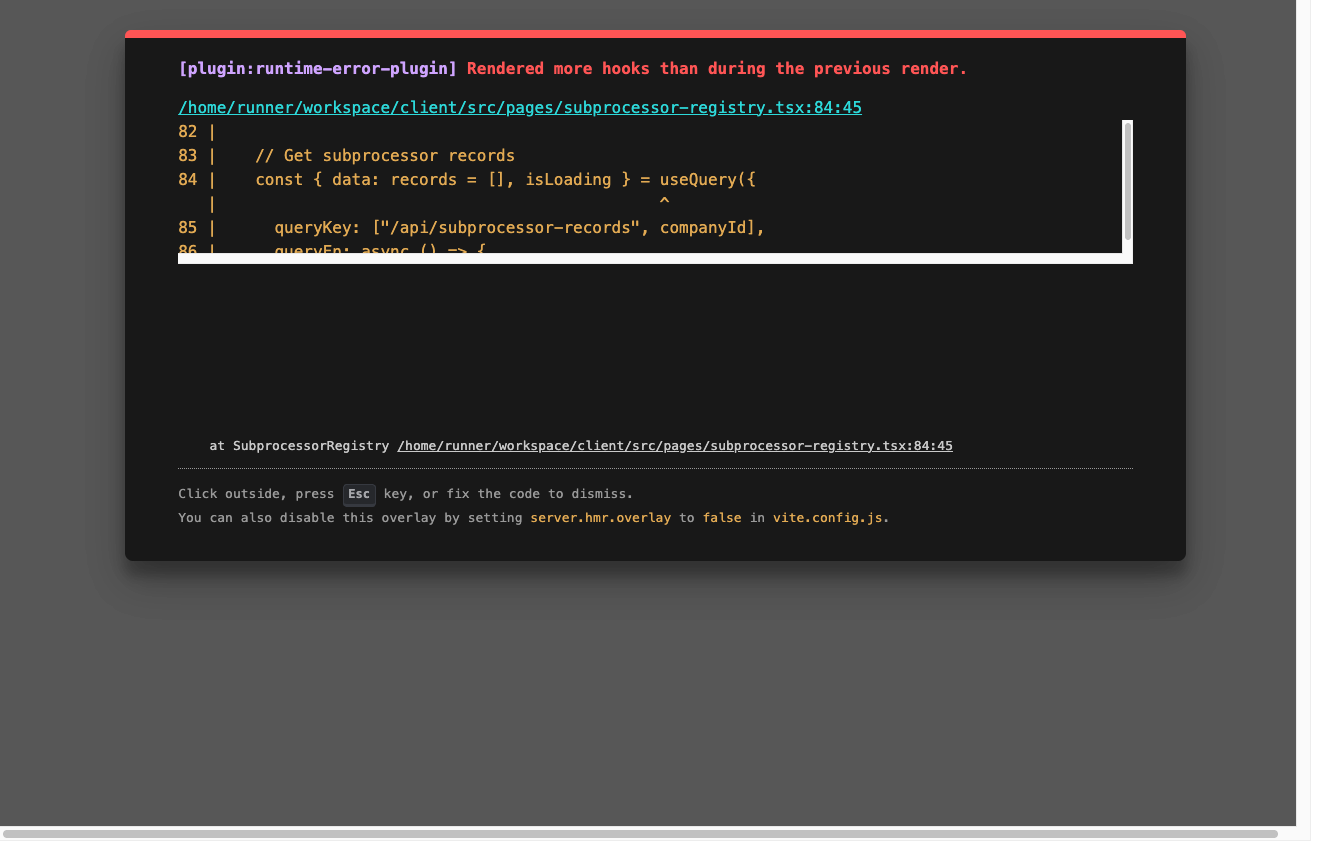 [plugin:runtime-error-plugin] Rendered more hooks than during the previous render.
/home/runner/workspace/client/src/pages/subprocessor-registry.tsx:84:45
82 |
83 |    // Get subprocessor records
84 |    const { data: records = [], isLoading } = useQuery({
   |                                              ^
85 |      queryKey: ["/api/subprocessor-records", companyId],
86 |      queryFn: async () => {
at SubprocessorRegistry /home/runner/workspace/client/src/pages/subprocessor-registry.tsx:84:45
Click outside, press Esc key, or fix the code to dismiss.
You can also disable this overlay by setting server.hmr.overlay to false in vite.config.js.